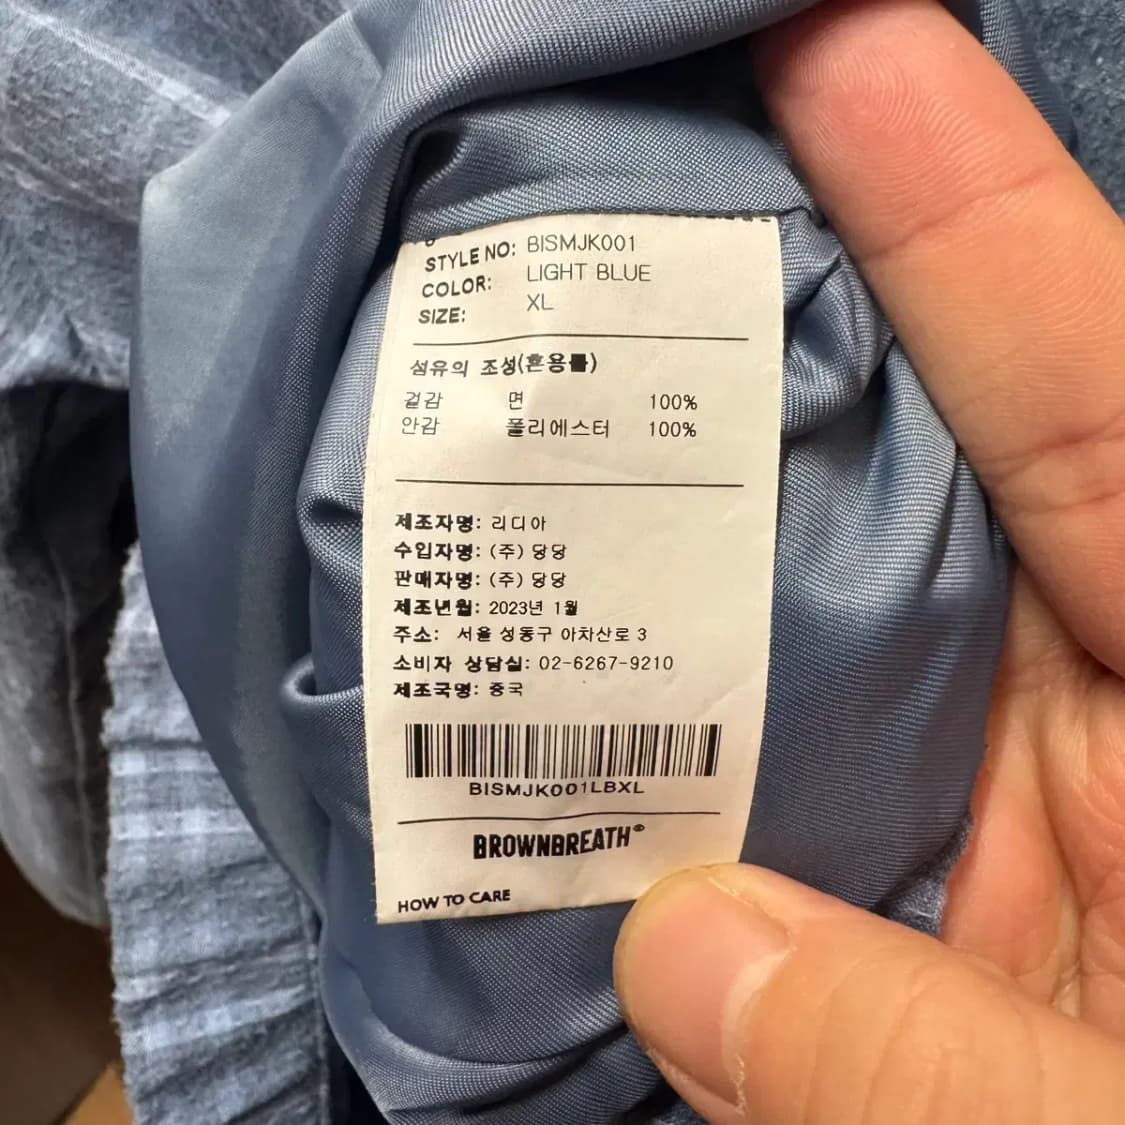 STYLE NO: BISMJK001
COLOR: LIGHT BLUE
SIZE: XL
섬유의 조성(혼용률)
겉감 면 100%
안감 폴리에스터 100%
제조자명: 리디아
수입자명: (주) 당당
판매자명: (주) 당당
제조년월: 2023년 1월
주소: 서울 성동구 아차산로 3
소비자 상담실: 02-6267-9210
제조국명: 중국
BISMJK001LBXL
BROWNBREATH®
HOW TO CARE